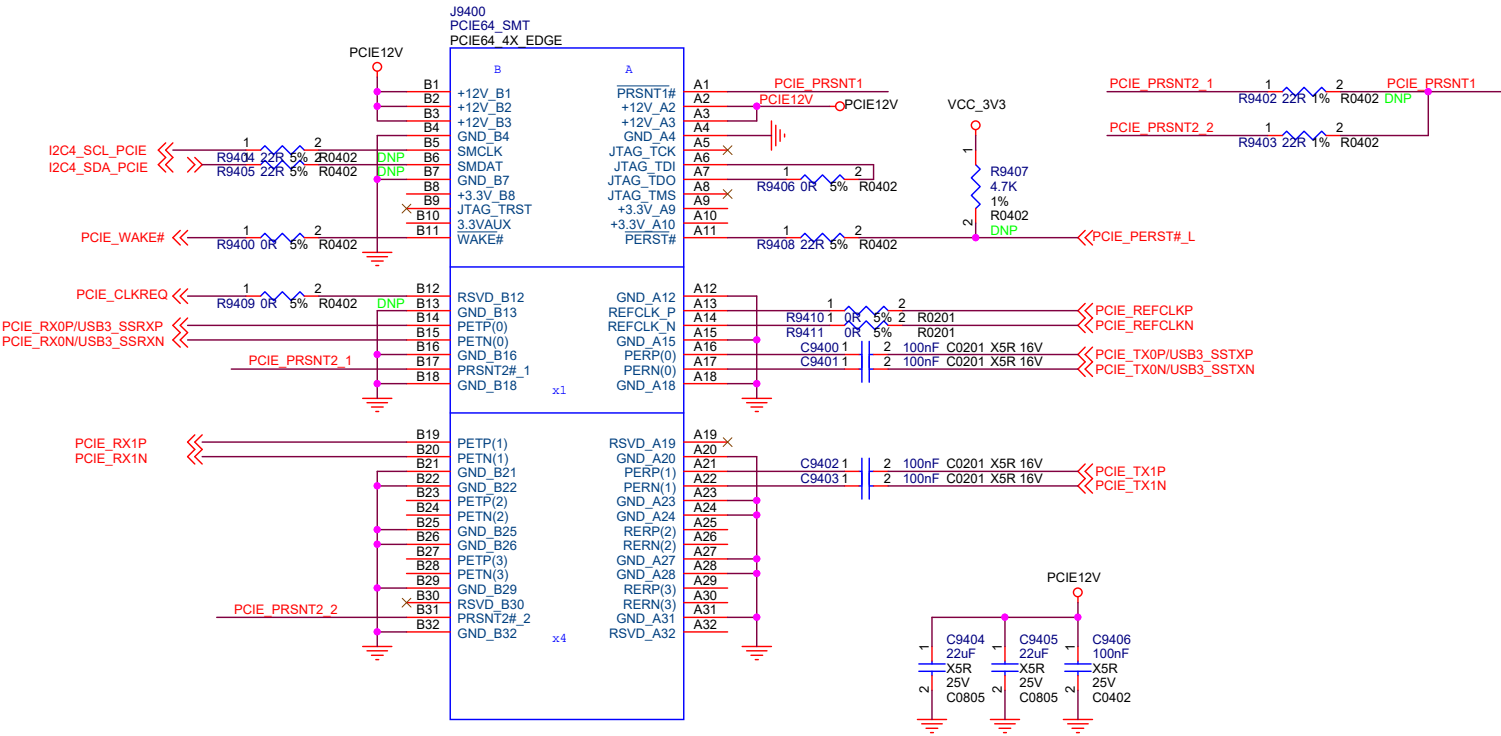 J9400
PCIE64_SMT
PCIE64_4X_EDGE
PCIE12V
B A
B1 +12V_B1 PRSNT1# A1 PCIE_PRSNT1
B2 +12V_B2 +12V_A2 A2 PCIE12V PCIE12V
B3 +12V_B3 +12V_A3 A3
B4 GND_B4 GND_A4 A4
I2C4_SCL_PCIE 1 2 R9404 22R 5% R0402 DNP B5 SMCLK JTAG_TCK A5
I2C4_SDA_PCIE 1 2 R9405 22R 5% R0402 DNP B6 SMDAT JTAG_TDI A6
B7 GND_B7 JTAG_TDO A7 1 2 R9406 0R 5% R0402
B8 +3.3V_B8 JTAG_TMS A8
B9 JTAG_TRST +3.3V_A9 A9
B10 3.3VAUX +3.3V_A10 A10
PCIE_WAKE# 1 2 R9400 0R 5% R0402 B11 WAKE# PERST# A11 1 2 R9408 22R 5% R0402 PCIE_PERST#_L
VCC_3V3
1
R9407
4.7K
1%
R0402
2
DNP
PCIE_PRSNT2_1 1 2 PCIE_PRSNT1
R9402 22R 1% R0402 DNP
PCIE_PRSNT2_2 1 2
R9403 22R 1% R0402
PCIE_CLKREQ 1 2 R9409 0R 5% R0402 DNP B12 RSVD_B12 GND_A12 A12
B13 GND_B13 REFCLK_P A13 1 2 R9410 0R 5% PCIE_REFCLKP
PCIE_RX0P/USB3_SSRXP B14 PETP(0) REFCLK_N A14 1 2 R0201 PCIE_REFCLKN
PCIE_RX0N/USB3_SSRXN B15 PETN(0) GND_A15 A15 R9411 0R 5% R0201
B16 GND_B16 PERP(0) A16 C9400 1 2 100nF C0201 X5R 16V PCIE_TX0P/USB3_SSTXP
PCIE_PRSNT2_1 B17 PRSNT2#_1 PERN(0) A17 C9401 1 2 100nF C0201 X5R 16V PCIE_TX0N/USB3_SSTXN
B18 GND_B18 GND_A18 A18
x1
PCIE_RX1P B19 PETP(1) RSVD_A19 A19
PCIE_RX1N B20 PETN(1) GND_A20 A20
B21 GND_B21 PERP(1) A21 C9402 1 2 100nF C0201 X5R 16V PCIE_TX1P
B22 GND_B22 PERN(1) A22 C9403 1 2 100nF C0201 X5R 16V PCIE_TX1N
B23 PETP(2) GND_A23 A23
B24 PETN(2) GND_A24 A24
B25 GND_B25 RERP(2) A25
B26 GND_B26 RERN(2) A26
B27 PETP(3) GND_A27 A27
B28 PETN(3) GND_A28 A28
B29 GND_B29 RERP(3) A29
B30 RSVD_B30 RERN(3) A30
PCIE_PRSNT2_2 B31 PRSNT2#_2 GND_A31 A31
B32 GND_B32 RSVD_A32 A32
x4
PCIE12V
1 C9404 1 C9405 1 C9406
22uF 22uF 100nF
X5R X5R X5R
25V 25V 25V
2 C0805 2 C0805 2 C0402